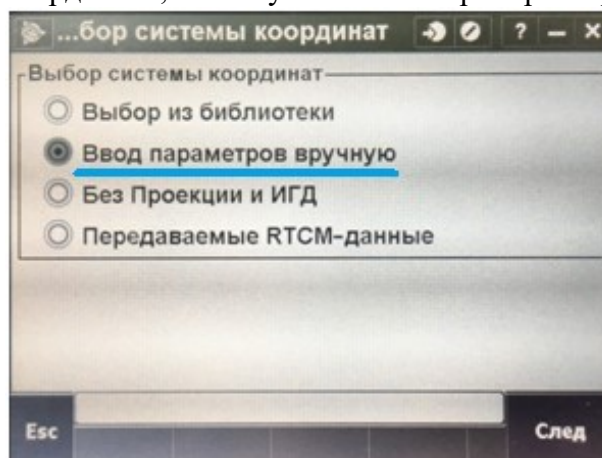 ...бор системы координат ? – ×
Выбор системы координат
Выбор из библиотеки
Ввод параметров вручную
Без Проекции и ИГД
Передаваемые RTCM-данные
Esc След